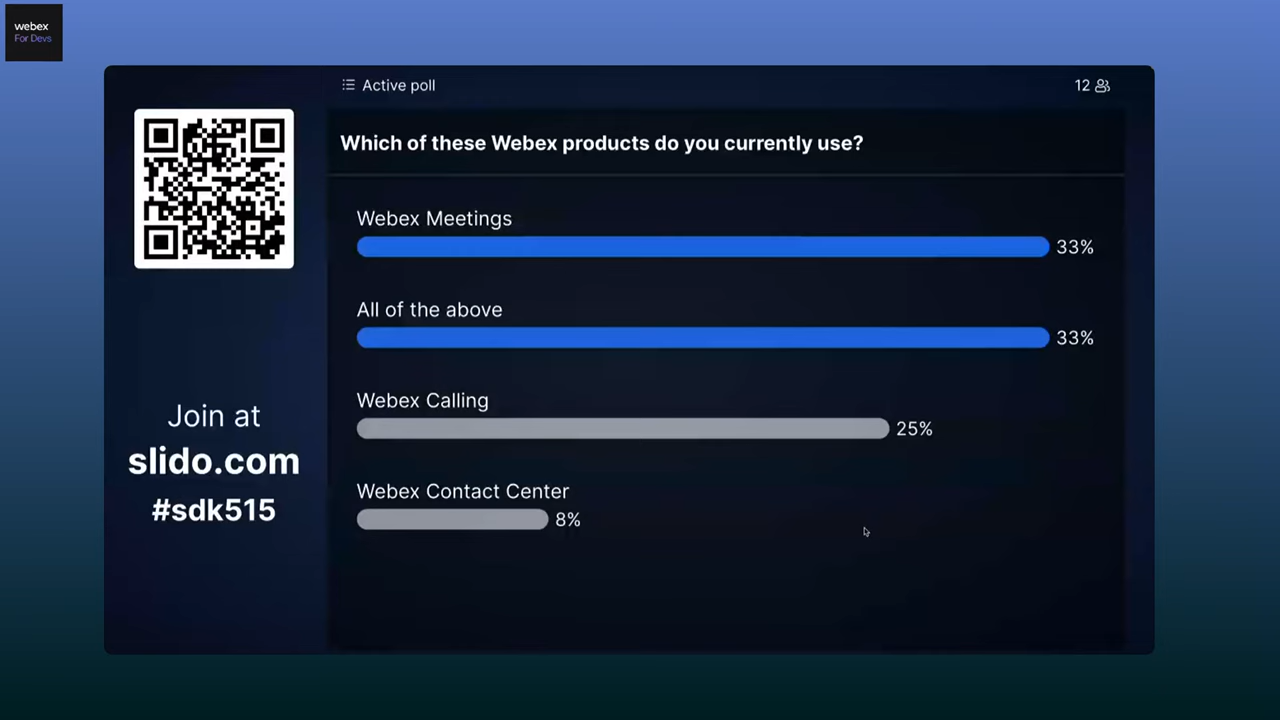 webex
For Devs
Active poll
12
Which of these Webex products do you currently use?
Webex Meetings
33%
All of the above
33%
Webex Calling
25%
Webex Contact Center
8%
Join at
slido.com
#sdk515